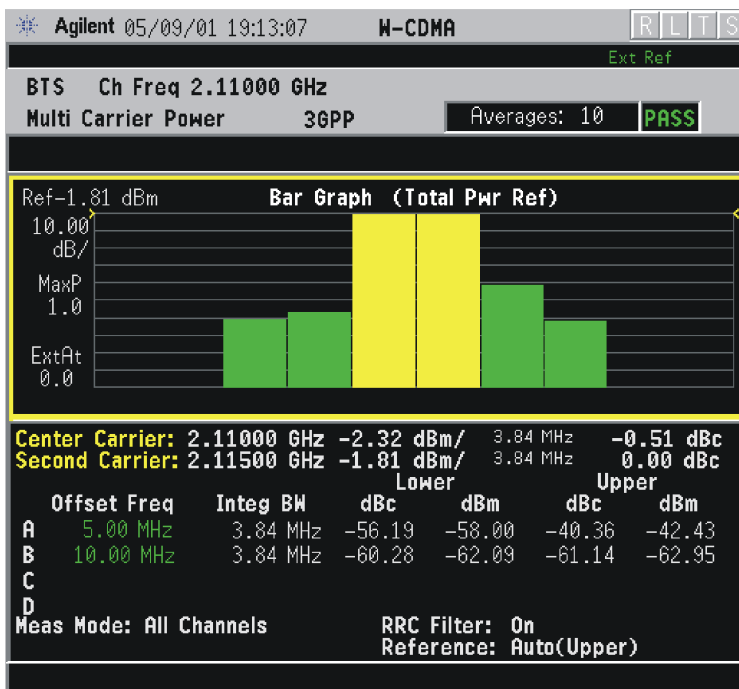 Agilent 05/09/01 19:13:07 W-CDMA R L T S
Ext Ref
BTS Ch Freq 2.11000 GHz
Multi Carrier Power 3GPP Averages: 10 PASS
Ref-1.81 dBm Bar Graph (Total Pwr Ref)
10.00
dB/
MaxP
1.0
ExtAt
0.0
Center Carrier: 2.11000 GHz -2.32 dBm/ 3.84 MHz -0.51 dBc
Second Carrier: 2.11500 GHz -1.81 dBm/ 3.84 MHz 0.00 dBc
Lower Upper
Offset Freq Integ BW dBc dBm dBc dBm
A 5.00 MHz 3.84 MHz -56.19 -58.00 -40.36 -42.43
B 10.00 MHz 3.84 MHz -60.28 -62.09 -61.14 -62.95
C
D
Meas Mode: All Channels RRC Filter: On
Reference: Auto(Upper)